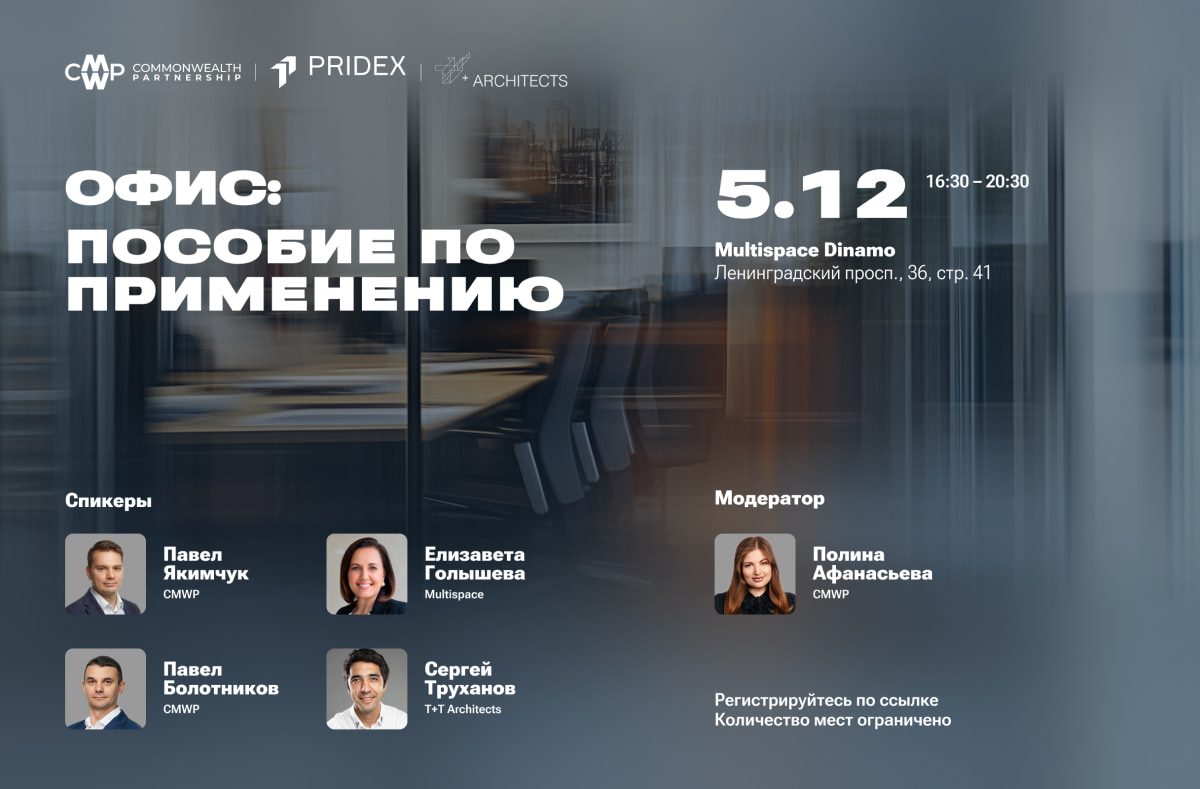 CMWP COMMONWEALTH
PARTNERSHIP
PRIDEX
+ ARCHITECTS
ОФИС:
ПОСОБИЕ ПО
ПРИМЕНЕНИЮ
5.12 16:30 – 20:30
Multispace Dinamo
Ленинградский просп., 36, стр. 41
Спикеры
Павел
Якимчук
CMWP
Елизавета
Голышева
Multispace
Павел
Болотников
CMWP
Сергей
Труханов
T+T Architects
Модератор
Полина
Афанасьева
CMWP
Регистрируйтесь по ссылке
Количество мест ограничено